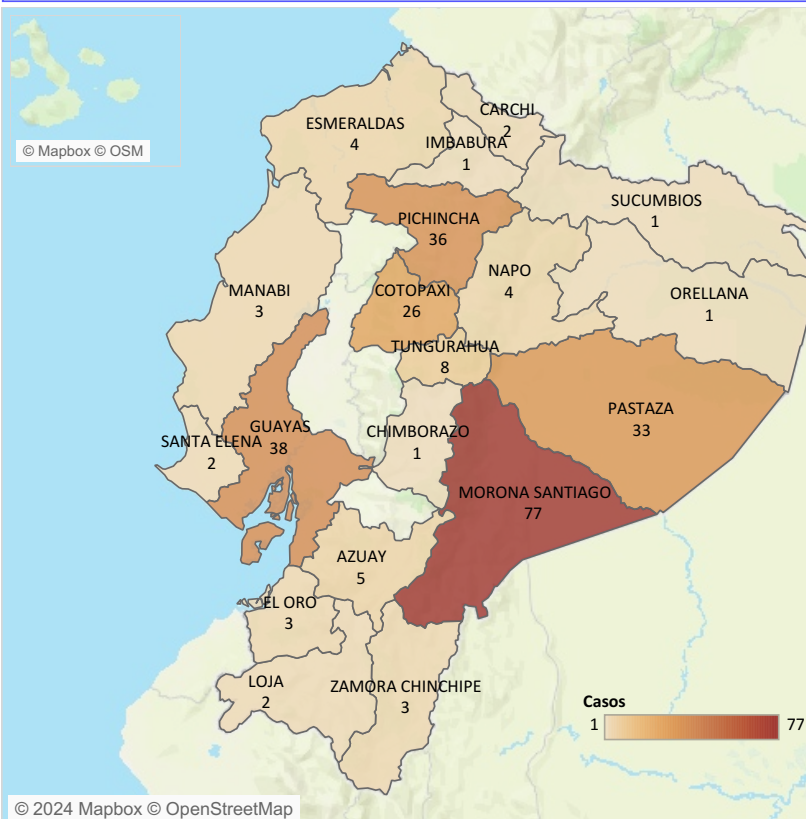 © Mapbox © OSM
ESMERALDAS
4
CARCHI
2
IMBABURA
1
SUCUMBIOS
1
PICHINCHA
36
NAPO
4
MANABI
3
COTOPAXI
26
ORELLANA
1
TUNGURAHUA
8
PASTAZA
33
GUAYAS
38
CHIMBORAZO
1
SANTA ELENA
2
MORONA SANTIAGO
77
AZUAY
5
EL ORO
3
LOJA
2
ZAMORA CHINCHIPE
3
Casos
1 77
© 2024 Mapbox © OpenStreetMap